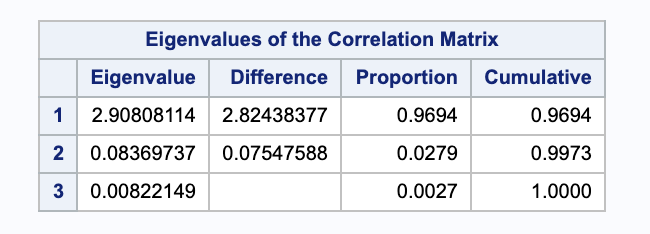 Eigenvalues of the Correlation Matrix
Eigenvalue Difference Proportion Cumulative
1 2.90808114 2.82438377 0.9694 0.9694
2 0.08369737 0.07547588 0.0279 0.9973
3 0.00822149 0.0027 1.0000